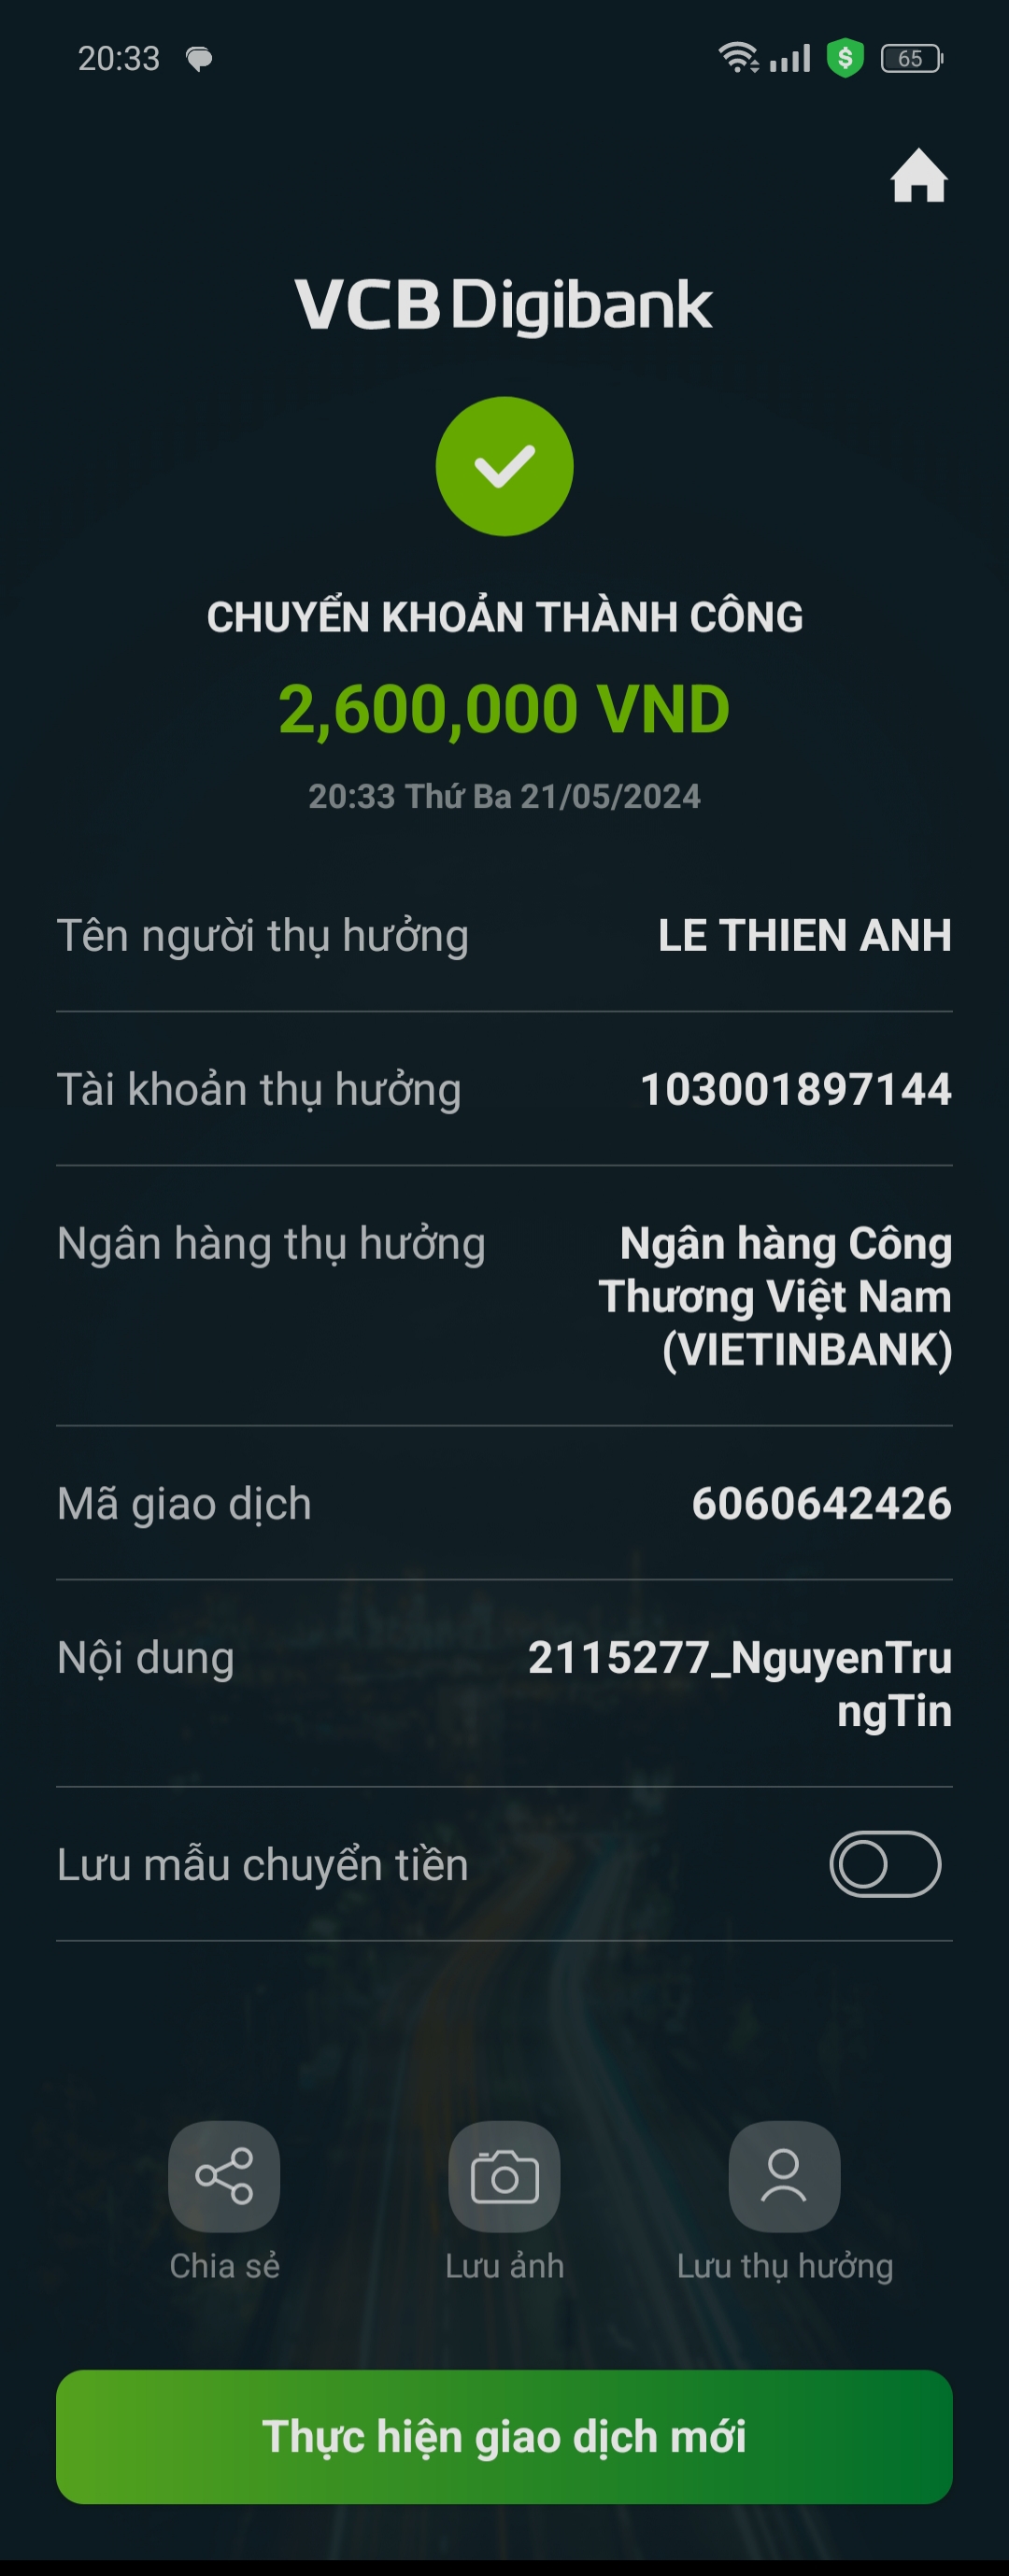 20:33
65
VCB Digibank
CHUYỂN KHOẢN THÀNH CÔNG
2,600,000 VND
20:33 Thứ Ba 21/05/2024
Tên người thụ hưởng LE THIEN ANH
Tài khoản thụ hưởng 103001897144
Ngân hàng thụ hưởng Ngân hàng Công
Thương Việt Nam
(VIETINBANK)
Mã giao dịch 6060642426
Nội dung 2115277_NguyenTru
ngTin
Lưu mẫu chuyển tiền
Chia sẻ Lưu ảnh Lưu thụ hưởng
Thực hiện giao dịch mới